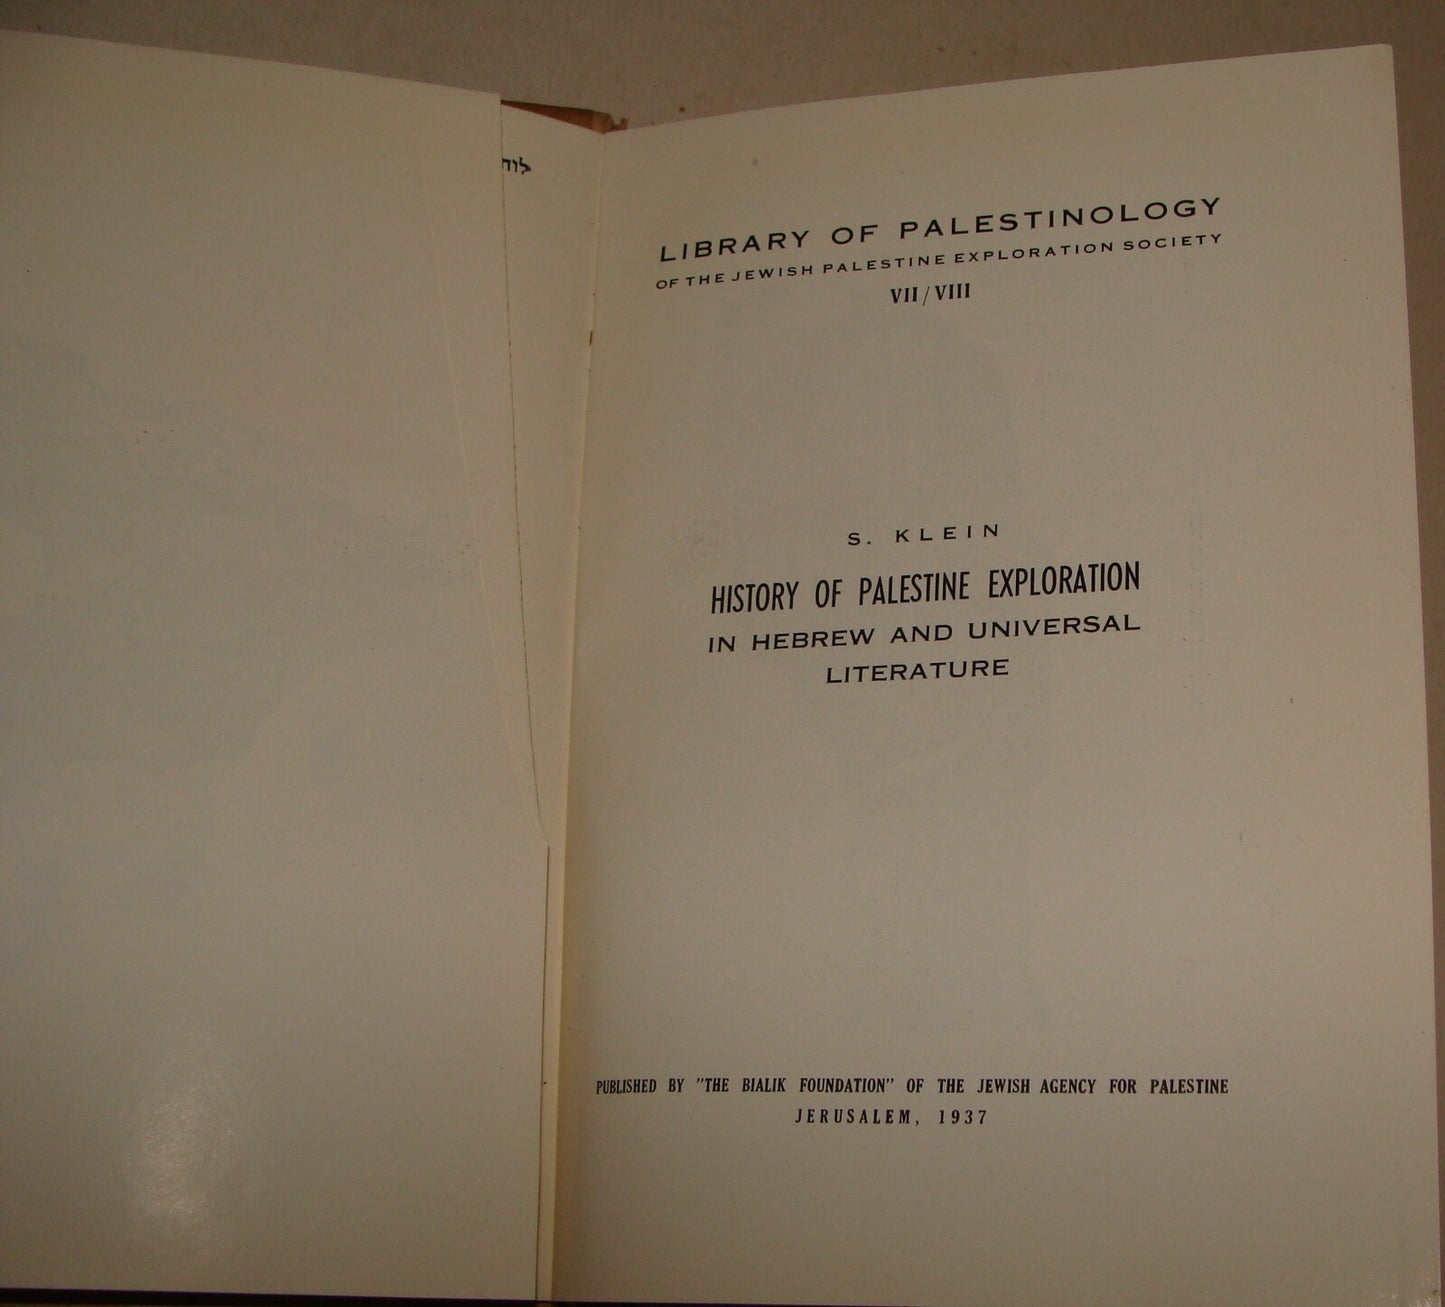 לוח
LIBRARY OF PALESTINOLOGY
OF THE JEWISH PALESTINE EXPLORATION SOCIETY
VII/VIII
S. KLEIN
HISTORY OF PALESTINE EXPLORATION
IN HEBREW AND UNIVERSAL
LITERATURE
PUBLISHED BY "THE BIALIK FOUNDATION" OF THE JEWISH AGENCY FOR PALESTINE
JERUSALEM, 1937